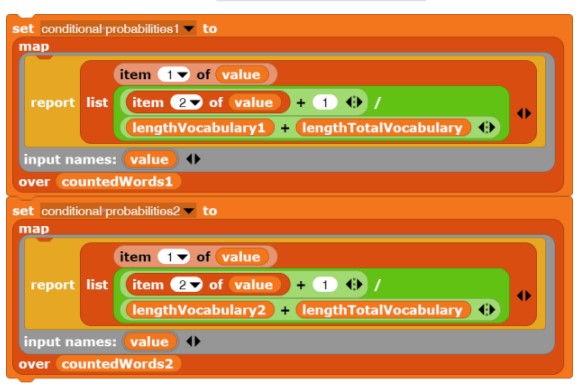 set conditional probabilities1 to
map
item 1 of value
report list item 2 of value + 1 /
lengthVocabulary1 + lengthTotalVocabulary
input names: value
over countedWords1
set conditional probabilities2 to
map
item 1 of value
report list item 2 of value + 1 /
lengthVocabulary2 + lengthTotalVocabulary
input names: value
over countedWords2